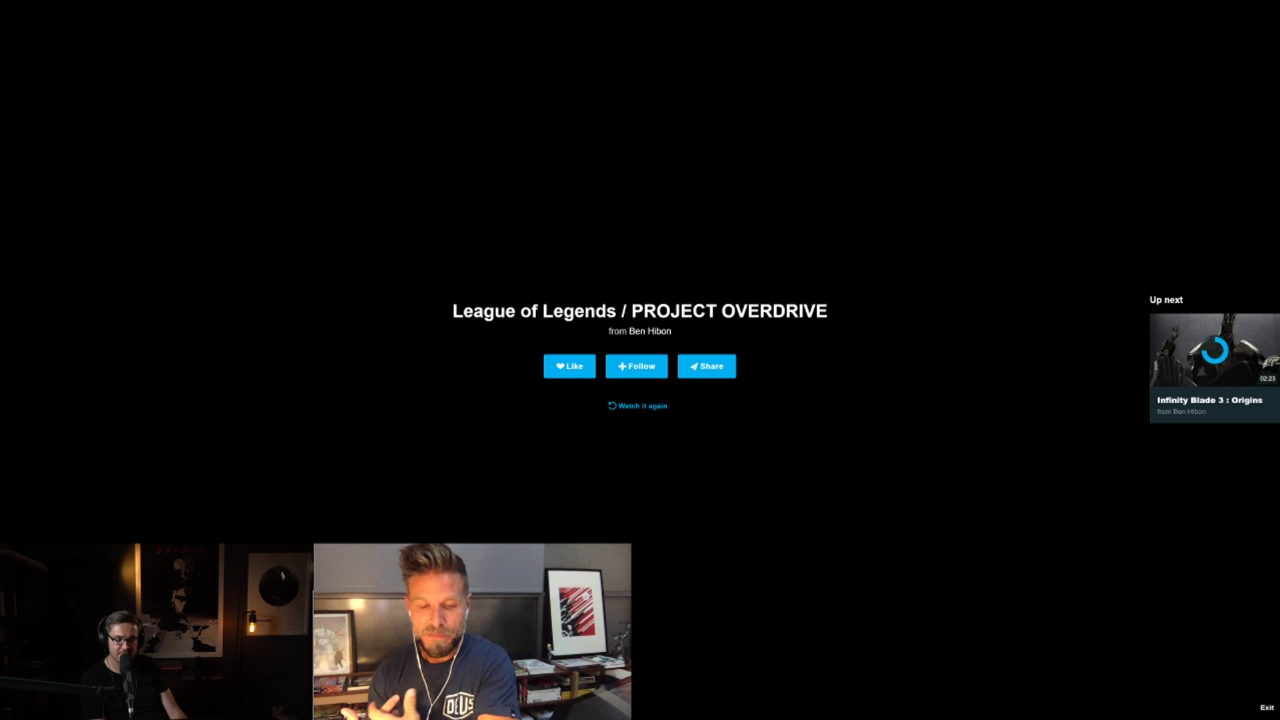 League of Legends / PROJECT OVERDRIVE
from Ben Hibon
Like
Follow
Share
Watch it again
Up next
02:23
Infinity Blade 3 : Origins
from Ben Hibon
DEUS
Exit